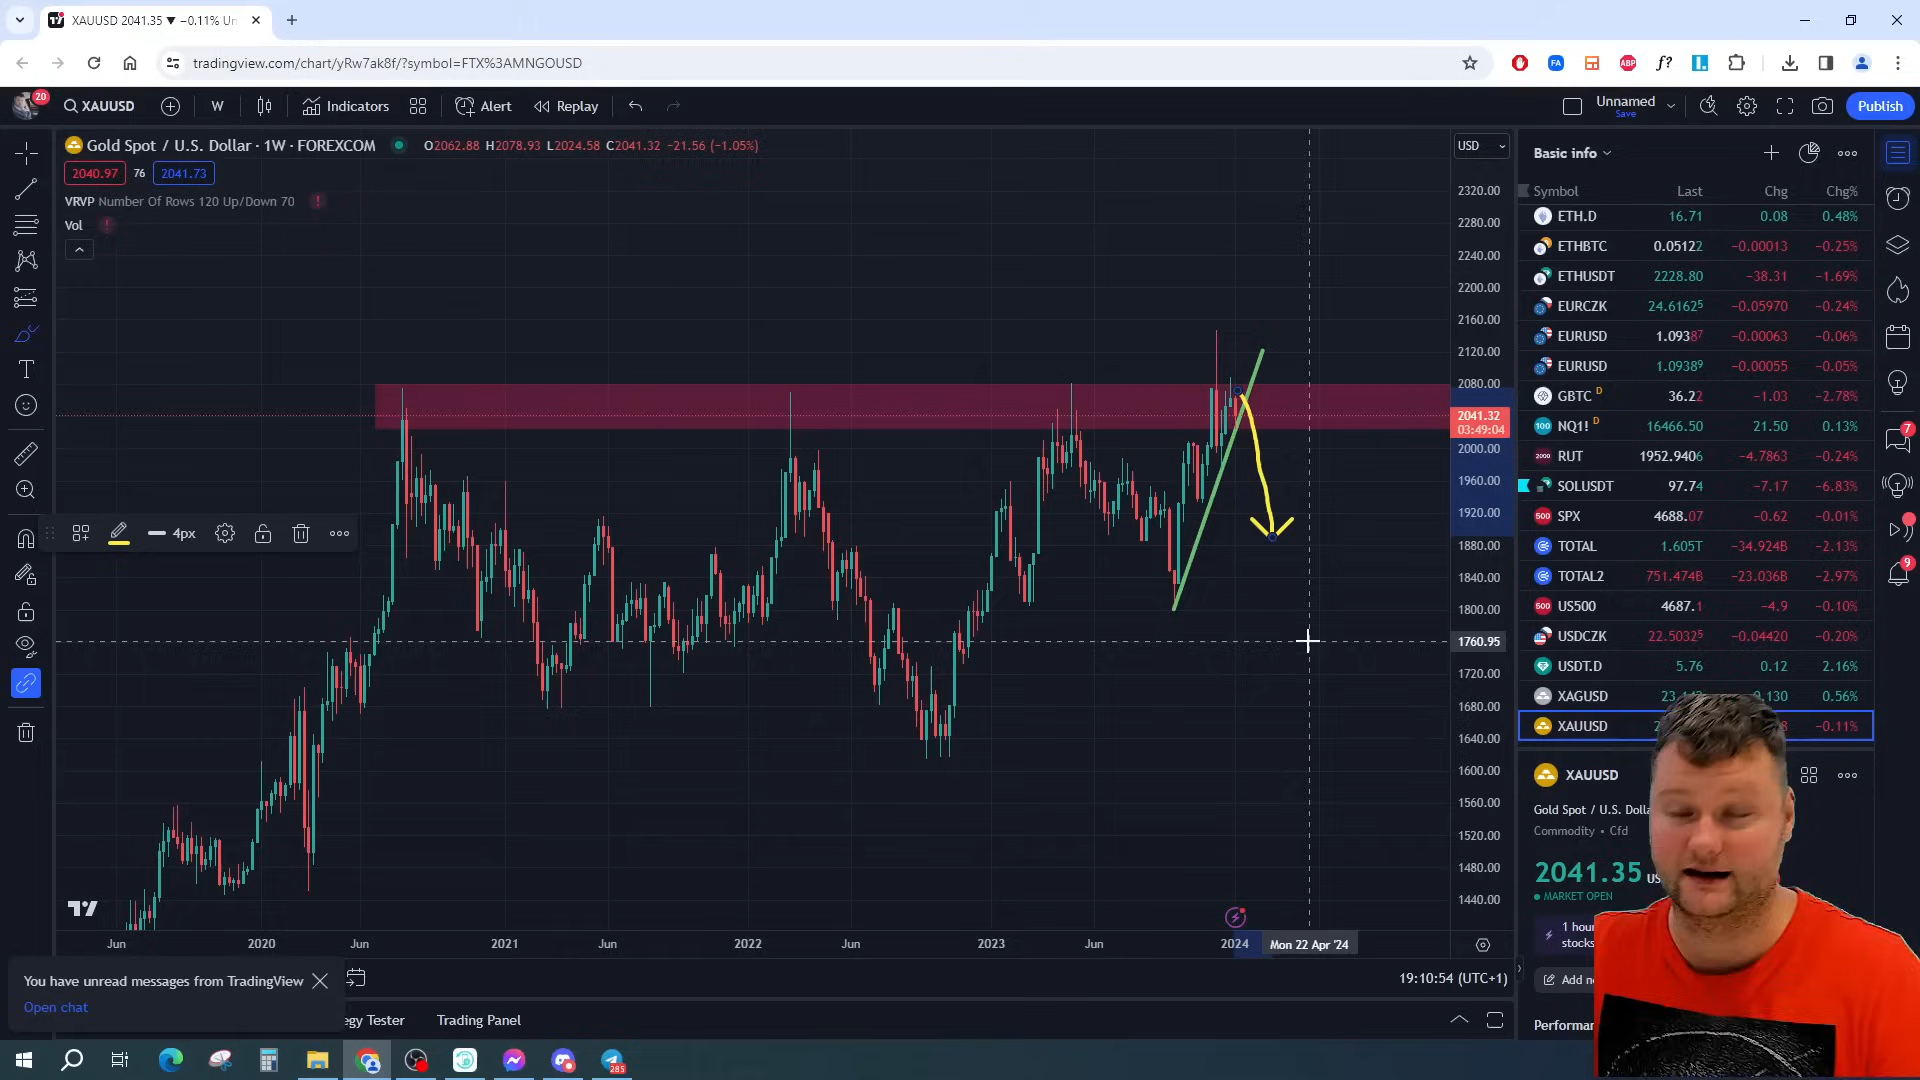 XAUUSD 2041.35 ▼ −0.11% Un
tradingview.com/chart/yRw7ak8f/?symbol=FTX%3AMNGOUSD
20
XAUUSD
W
Indicators
Alert
Replay
Unnamed
Save
Publish
Gold Spot / U.S. Dollar · 1W · FOREXCOM
O2062.88 H2078.93 L2024.58 C2041.32 −21.56 (−1.05%)
2040.97 76 2041.73
VRVP Number Of Rows 120 Up/Down 70
Vol
USD
2320.00
2280.00
2240.00
2200.00
2160.00
2120.00
2080.00
2041.32
03:49:04
2000.00
1960.00
1920.00
1880.00
1840.00
1800.00
1760.95
1720.00
1680.00
1640.00
1600.00
1560.00
1520.00
1480.00
1440.00
4px
Jun 2020 Jun 2021 Jun 2022 Jun 2023 Jun 2024 Mon 22 Apr '24
19:10:54 (UTC+1)
You have unread messages from TradingView
Open chat
egy Tester
Trading Panel
Basic info
Symbol Last Chg Chg%
ETH.D 16.71 0.08 0.48%
ETHBTC 0.05122 −0.00013 −0.25%
ETHUSDT 2228.80 −38.31 −1.69%
EURCZK 24.61625 −0.05970 −0.24%
EURUSD 1.09387 −0.00063 −0.06%
EURUSD 1.09389 −0.00055 −0.05%
GBTC D 36.22 −1.03 −2.78%
NQ1! D 16466.50 21.50 0.13%
RUT 1952.9406 −4.7863 −0.24%
SOLUSDT 97.74 −7.17 −6.83%
SPX 4688.07 −0.62 −0.01%
TOTAL 1.605T −34.924B −2.13%
TOTAL2 751.474B −23.036B −2.97%
US500 4687.1 −4.9 −0.10%
USDCZK 22.50325 −0.04420 −0.20%
USDT.D 5.76 0.12 2.16%
XAGUSD 0.56%
XAUUSD −0.11%
XAUUSD
Gold Spot / U.S. Dolla
Commodity • Cfd
2041.35 US
MARKET OPEN
1 hour
stocks
Add no
Performan
7
9
285